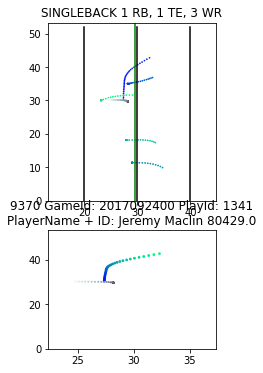 SINGLEBACK 1 RB, 1 TE, 3 WR
50
40
30
20
10
0
20 30 40
9370 GameId: 2017092400 PlayId: 1341
PlayerName + ID: Jeremy Maclin 80429.0
40
20
0
25 30 35